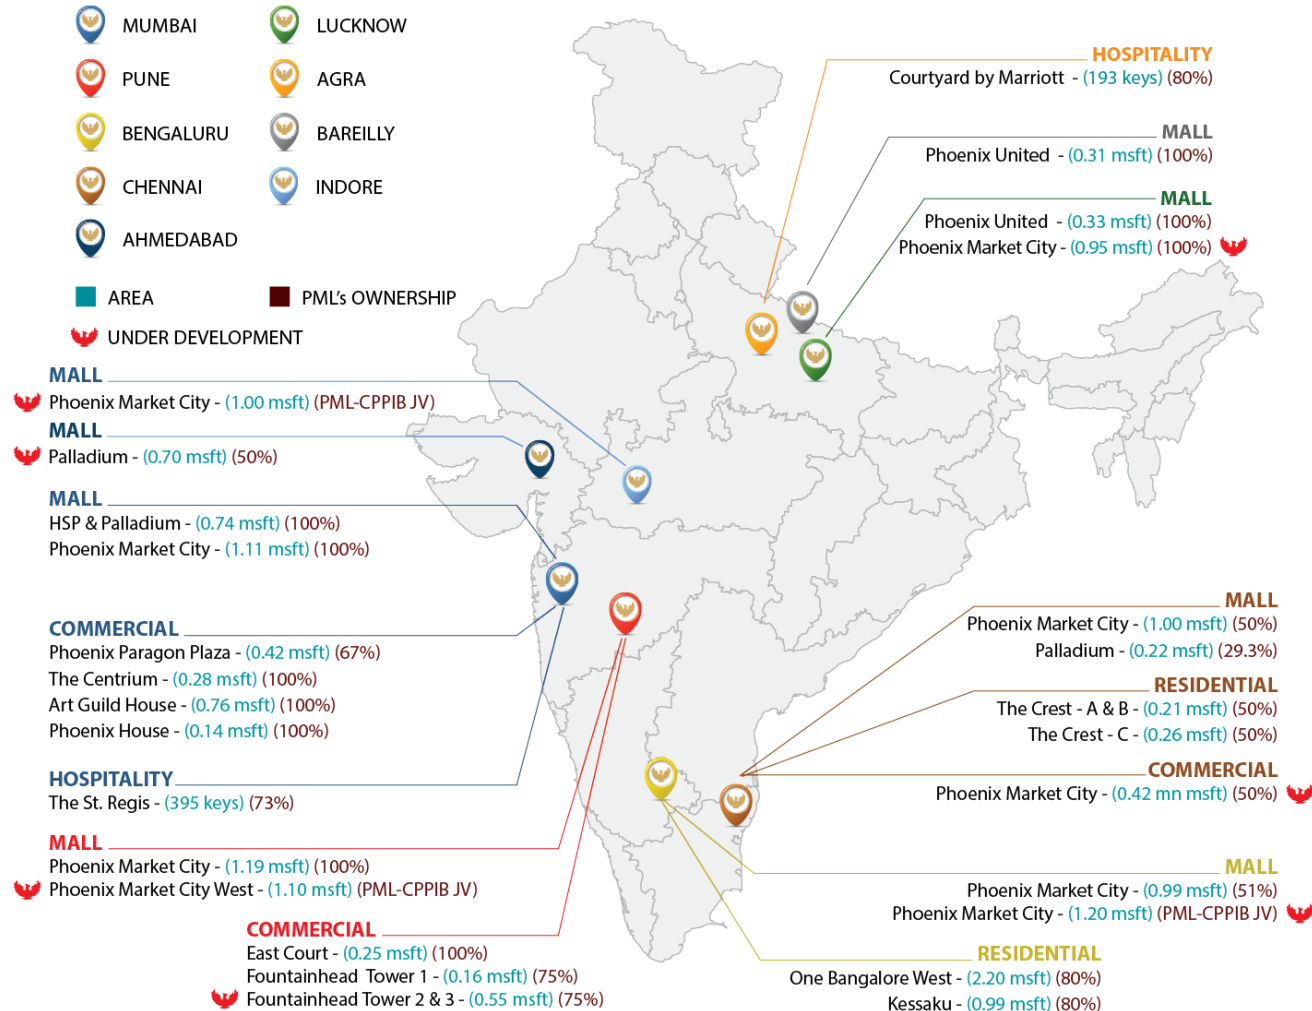 MUMBAI
LUCKNOW
PUNE
AGRA
BENGALURU
BAREILLY
CHENNAI
INDORE
AHMEDABAD
AREA
PML's OWNERSHIP
UNDER DEVELOPMENT
HOSPITALITY
Courtyard by Marriott - (193 keys) (80%)
MALL
Phoenix United - (0.31 msft) (100%)
MALL
Phoenix United - (0.33 msft) (100%)
Phoenix Market City - (0.95 msft) (100%)
MALL
Phoenix Market City - (1.00 msft) (PML-CPPIB JV)
MALL
Palladium - (0.70 msft) (50%)
MALL
HSP & Palladium - (0.74 msft) (100%)
Phoenix Market City - (1.11 msft) (100%)
COMMERCIAL
Phoenix Paragon Plaza - (0.42 msft) (67%)
The Centrium - (0.28 msft) (100%)
Art Guild House - (0.76 msft) (100%)
Phoenix House - (0.14 msft) (100%)
HOSPITALITY
The St. Regis - (395 keys) (73%)
MALL
Phoenix Market City - (1.19 msft) (100%)
Phoenix Market City West - (1.10 msft) (PML-CPPIB JV)
COMMERCIAL
East Court - (0.25 msft) (100%)
Fountainhead Tower 1 - (0.16 msft) (75%)
Fountainhead Tower 2 & 3 - (0.55 msft) (75%)
MALL
Phoenix Market City - (1.00 msft) (50%)
Palladium - (0.22 msft) (29.3%)
RESIDENTIAL
The Crest - A & B - (0.21 msft) (50%)
The Crest - C - (0.26 msft) (50%)
COMMERCIAL
Phoenix Market City - (0.42 mn msft) (50%)
MALL
Phoenix Market City - (0.99 msft) (51%)
Phoenix Market City - (1.20 msft) (PML-CPPIB JV)
RESIDENTIAL
One Bangalore West - (2.20 msft) (80%)
Kessaku - (0.99 msft) (80%)